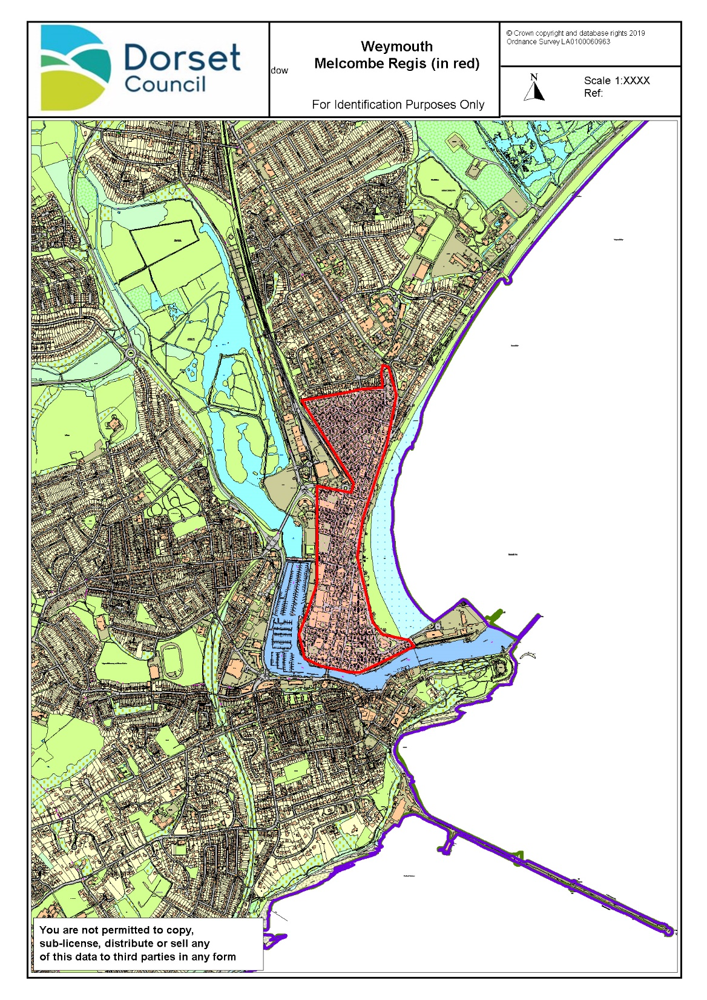 Dorset
Council
dow
Weymouth
Melcombe Regis (in red)
For Identification Purposes Only
© Crown copyright and database rights 2019
Ordnance Survey LA0100060963
N
Scale 1:XXXX
Ref:
You are not permitted to copy,
sub-license, distribute or sell any
of this data to third parties in any form